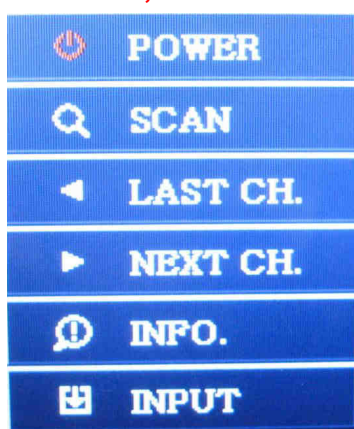 POWER
SCAN
LAST CH.
NEXT CH.
INFO.
INPUT